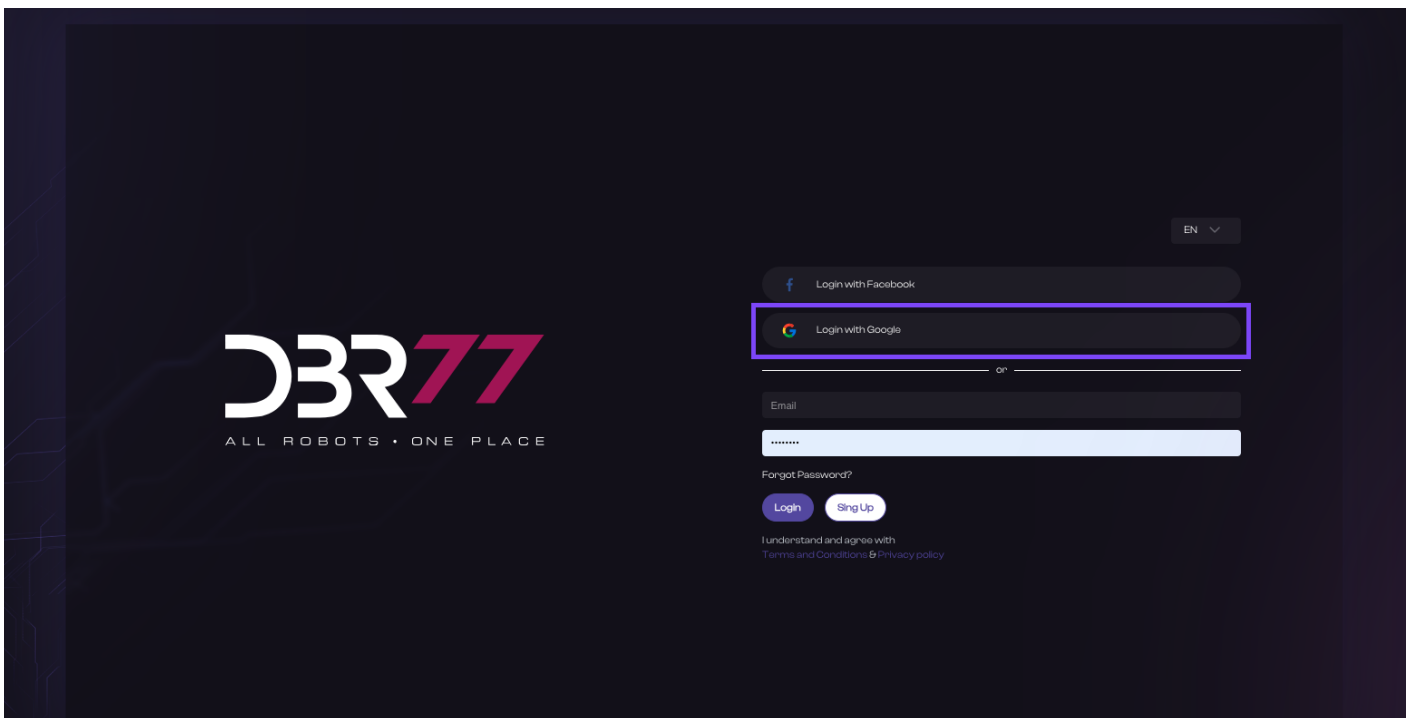 EN
Login with Facebook
Login with Google
or
DBR77
ALL ROBOTS • ONE PLACE
Email
••••••••
Forgot Password?
Login
Sing Up
I understand and agree with
Terms and Conditions & Privacy policy